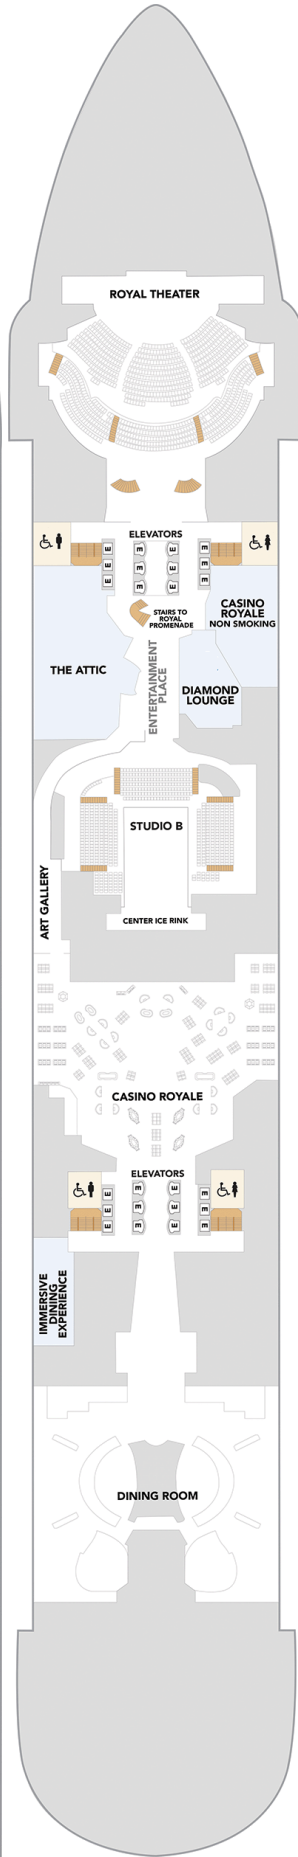 ROYAL THEATER
ELEVATORS
E E E E
E E E E
E E E E
CASINO
ROYALE
NON SMOKING
STAIRS TO
ROYAL
PROMENADE
THE ATTIC
ENTERTAINMENT
PLACE
DIAMOND
LOUNGE
STUDIO B
ART GALLERY
CENTER ICE RINK
CASINO ROYALE
ELEVATORS
E E E E
E E E E
E E E E
IMMERSIVE
DINING
EXPERIENCE
DINING ROOM